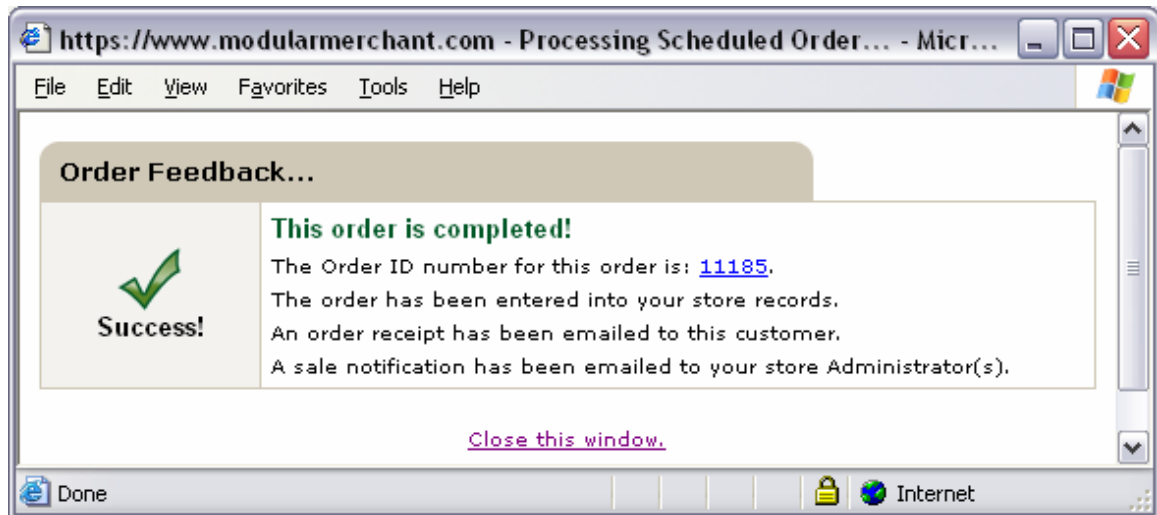 https://www.modularmerchant.com - Processing Scheduled Order... - Micr...
File Edit View Favorites Tools Help
Order Feedback...
This order is completed!
The Order ID number for this order is: 11185.
The order has been entered into your store records.
Success!
An order receipt has been emailed to this customer.
A sale notification has been emailed to your store Administrator(s).
Close this window.
Done Internet